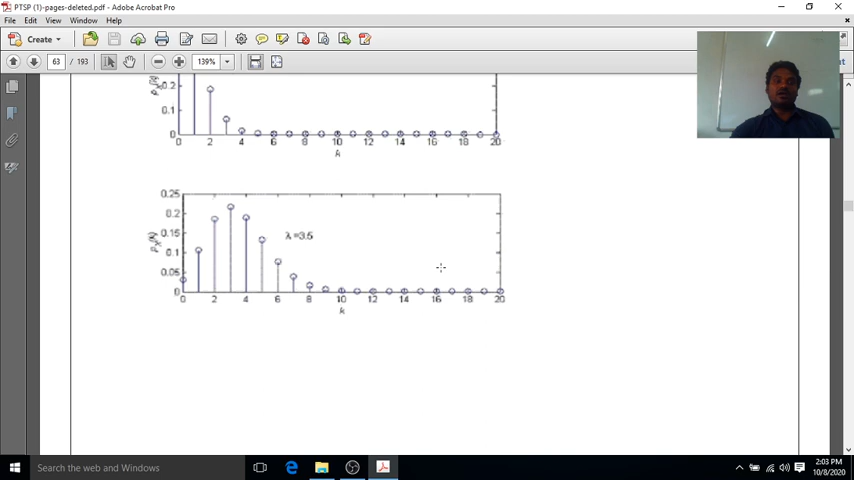 PTSP (1)-pages-deleted.pdf - Adobe Acrobat Pro
File Edit View Window Help
Create
63 / 193
139%
0.2
0.1
0
pX(k)
0 2 4 6 8 10 12 14 16 18 20
k
0.25
0.2
0.15
0.1
0.05
0
pX(k)
λ =3.5
0 2 4 6 8 10 12 14 16 18 20
k
Search the web and Windows
2:03 PM
10/8/2020